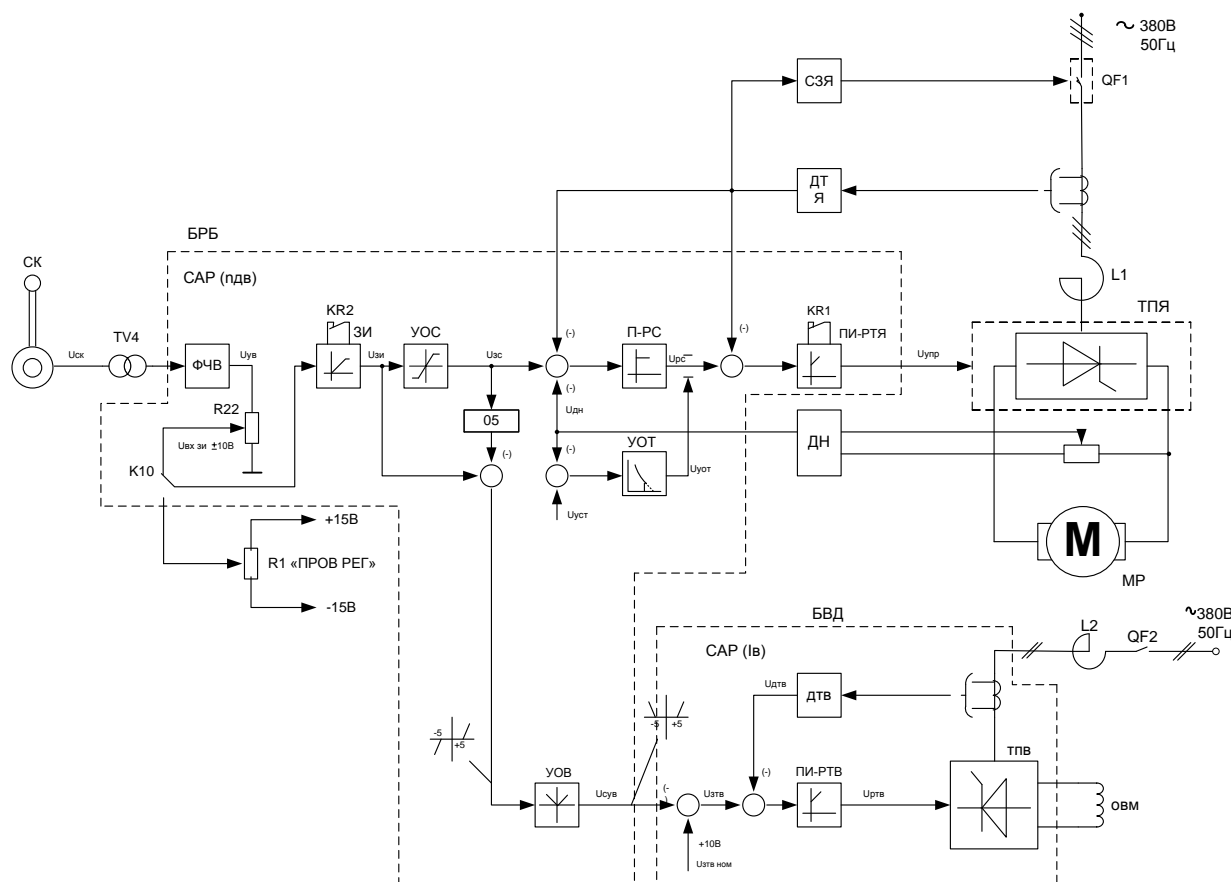 380В
50Гц
СЗЯ
QF1
ДТ
Я
БРБ
СК
САР (nдв)
L1
ТПЯ
KR2
ЗИ
УОС
П-РС
KR1
ПИ-РТЯ
(-)
(-)
TV4
Uск
ФЧВ
Uув
Uзи
Uзс
Uрс
Uупр
R22
(-)
Uдн
05
ДН
Uвх зи ±10В
K10
(-)
(-)
УОТ
Uуот
Uуст
+15В
R1 «ПРОВ РЕГ»
-15В
М
МР
БВД
L2
QF2
380В
50Гц
САР (Iв)
Uдтв
ДТВ
-5
+5
-5
+5
ТПВ
УОВ
Uсув
(-
)
Uзтв
(-)
ПИ-РТВ
Uртв
ОВМ
+10В
Uзтв ном